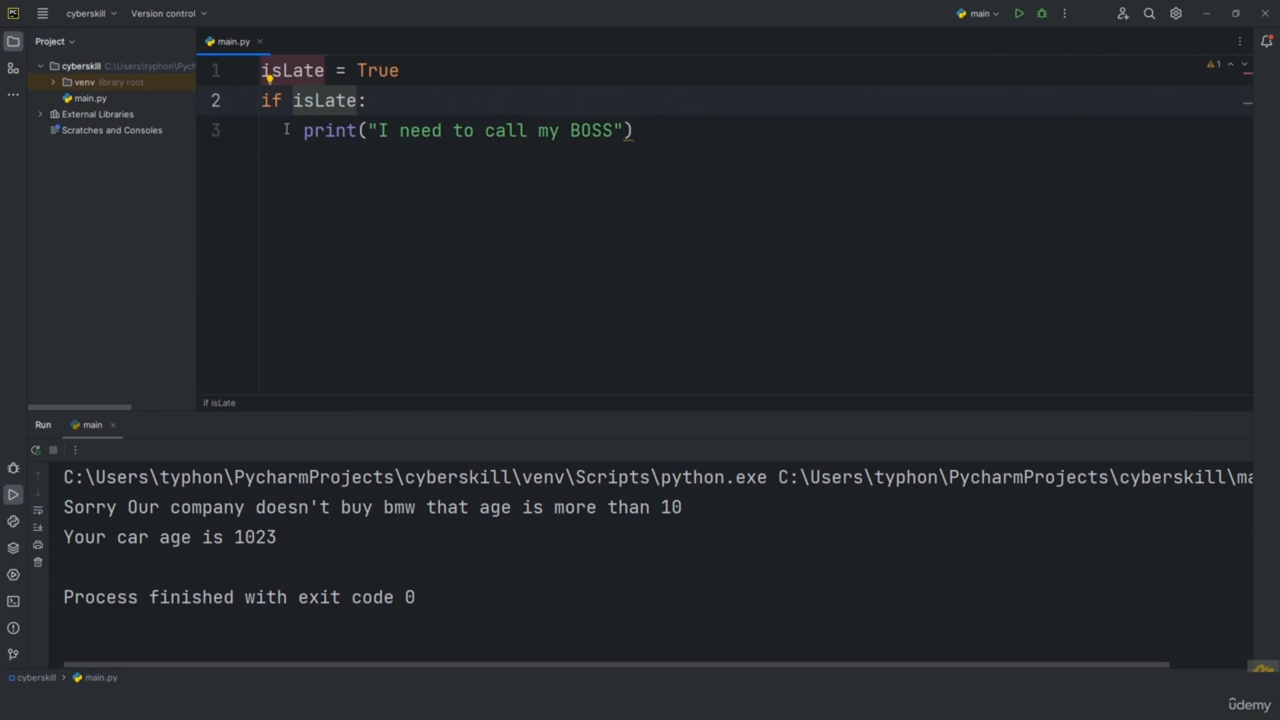 PC cyberskill Version control main
Project main.py
cyberskill C:\Users\typhon\Pych
venv library root
main.py
External Libraries
Scratches and Consoles
1 isLate = True
2 if isLate:
3 print("I need to call my BOSS")
1
if isLate
Run main
C:\Users\typhon\PycharmProjects\cyberskill\venv\Scripts\python.exe C:\Users\typhon\PycharmProjects\cyberskill\ma
Sorry Our company doesn't buy bmw that age is more than 10
Your car age is 1023
Process finished with exit code 0
cyberskill > main.py
ûdemy